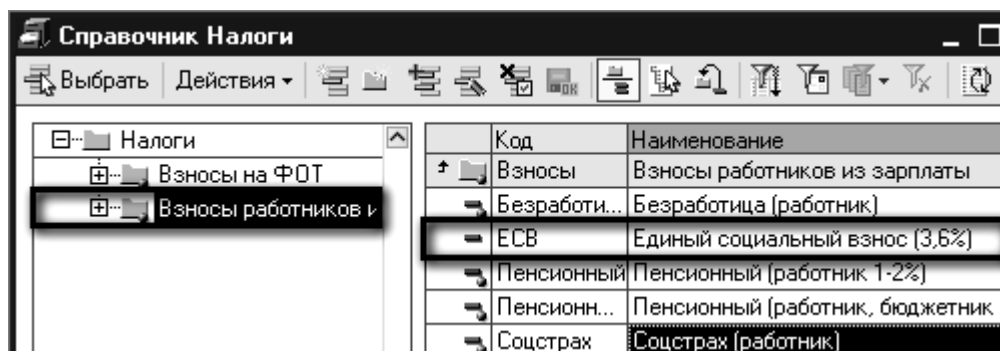 Справочник Налоги
Выбрать Действия
Налоги
Взносы на ФОТ
Взносы работников и
Код Наименование
Взносы Взносы работников из зарплаты
Безработи... Безработица (работник)
ЕСВ Единый социальный взнос (3,6%)
Пенсионный Пенсионный (работник 1-2%)
Пенсионн... Пенсионный (работник, бюджетник
Соцстрах Соцстрах (работник)